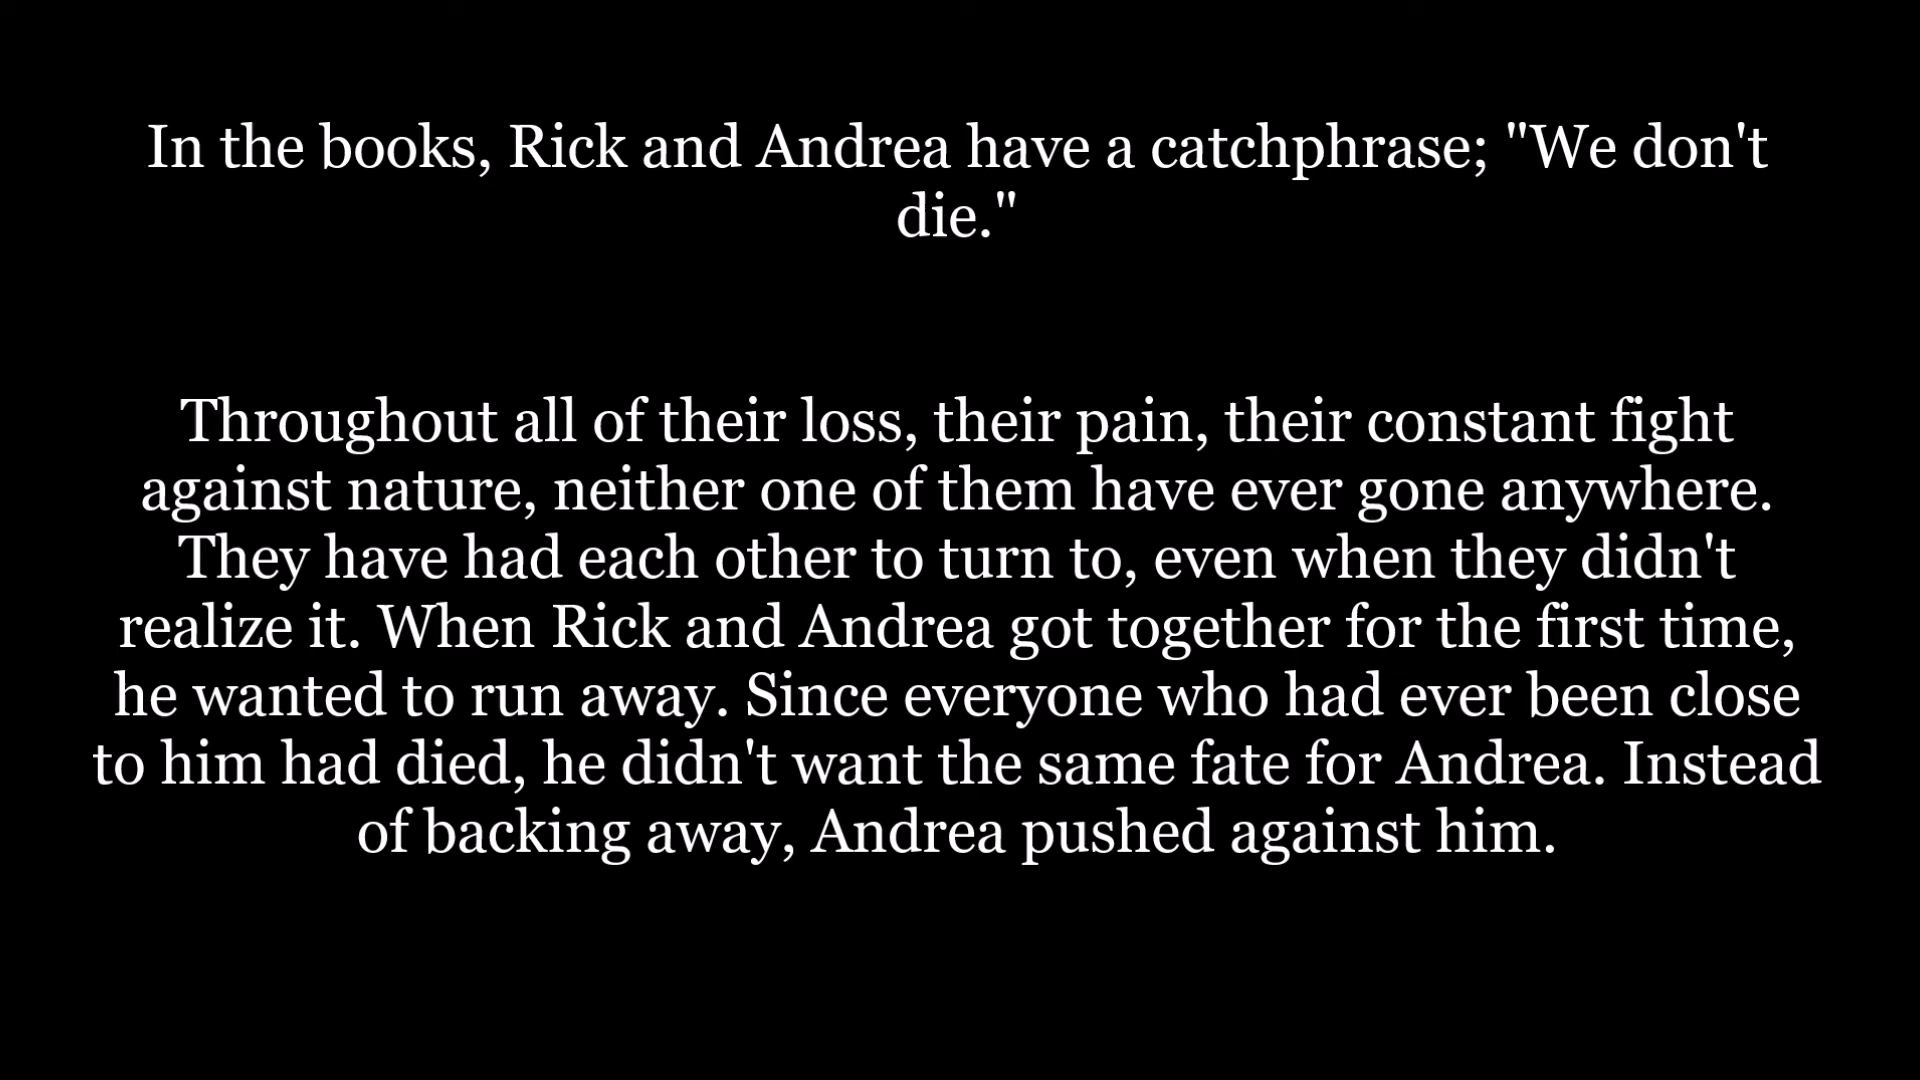 In the books, Rick and Andrea have a catchphrase; "We don't
die."
Throughout all of their loss, their pain, their constant fight
against nature, neither one of them have ever gone anywhere.
They have had each other to turn to, even when they didn't
realize it. When Rick and Andrea got together for the first time,
he wanted to run away. Since everyone who had ever been close
to him had died, he didn't want the same fate for Andrea. Instead
of backing away, Andrea pushed against him.